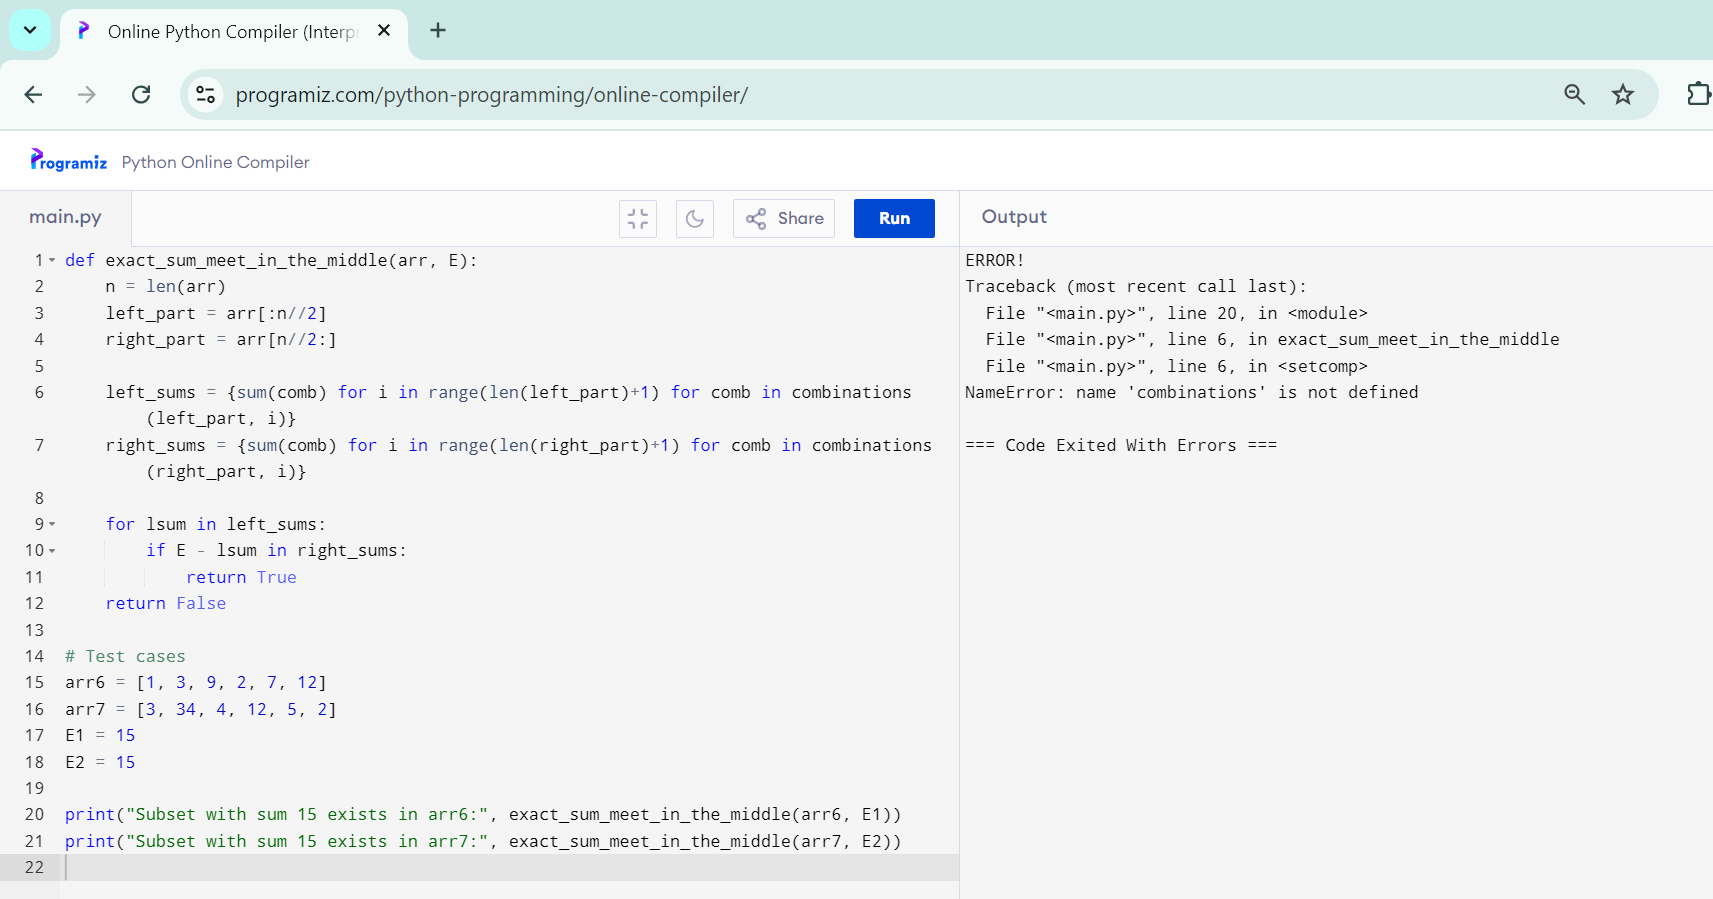 Online Python Compiler (Interp
programiz.com/python-programming/online-compiler/
Programiz Python Online Compiler
main.py
Share
Run
Output
1 def exact_sum_meet_in_the_middle(arr, E):
2     n = len(arr)
3     left_part = arr[:n//2]
4     right_part = arr[n//2:]
5
6     left_sums = {sum(comb) for i in range(len(left_part)+1) for comb in combinations
        (left_part, i)}
7     right_sums = {sum(comb) for i in range(len(right_part)+1) for comb in combinations
        (right_part, i)}
8
9     for lsum in left_sums:
10         if E - lsum in right_sums:
11             return True
12     return False
13
14 # Test cases
15 arr6 = [1, 3, 9, 2, 7, 12]
16 arr7 = [3, 34, 4, 12, 5, 2]
17 E1 = 15
18 E2 = 15
19
20 print("Subset with sum 15 exists in arr6:", exact_sum_meet_in_the_middle(arr6, E1))
21 print("Subset with sum 15 exists in arr7:", exact_sum_meet_in_the_middle(arr7, E2))
22
ERROR!
Traceback (most recent call last):
  File "<main.py>", line 20, in <module>
  File "<main.py>", line 6, in exact_sum_meet_in_the_middle
  File "<main.py>", line 6, in <setcomp>
NameError: name 'combinations' is not defined
=== Code Exited With Errors ===